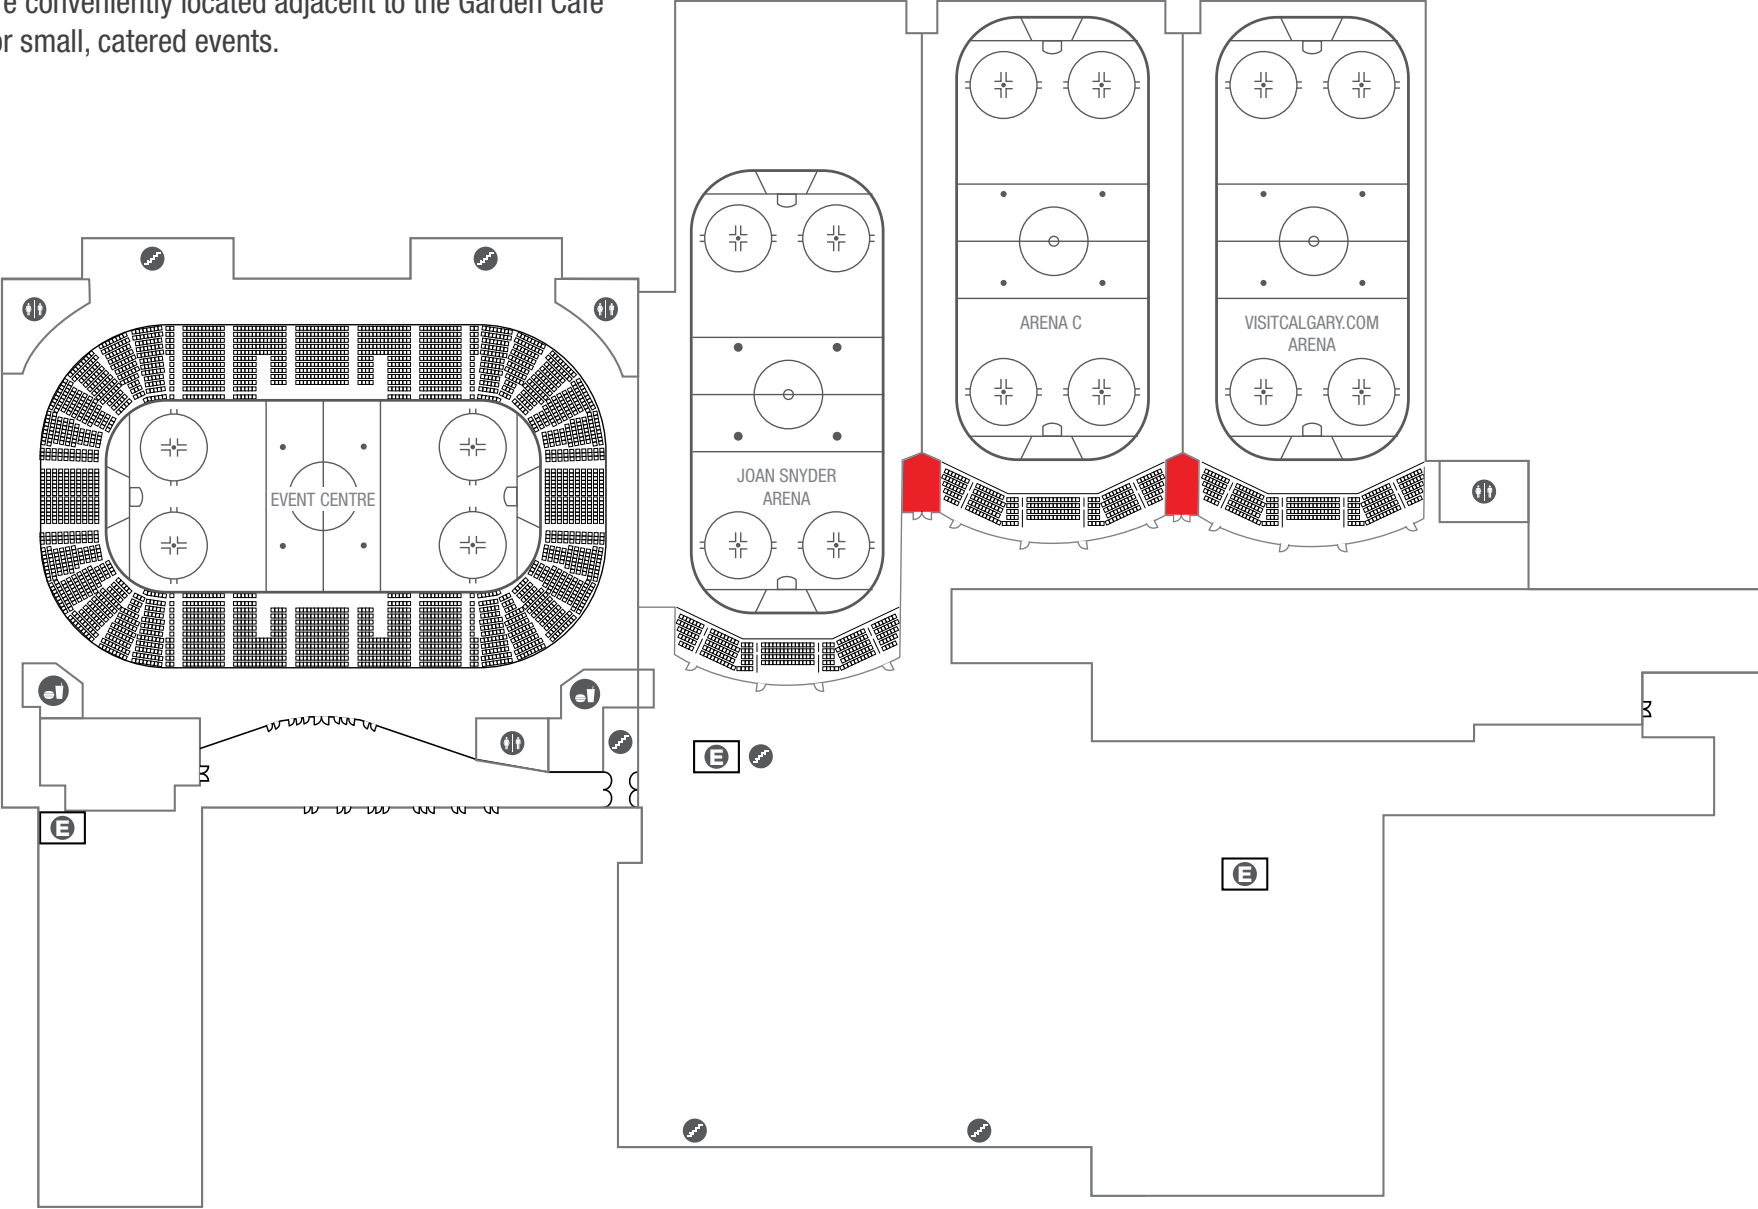 re conveniently located adjacent to the Garden Café
or small, catered events.
ARENA C
VISITCALGARY.COM
ARENA
JOAN SNYDER
ARENA
EVENT CENTRE
E
E
E